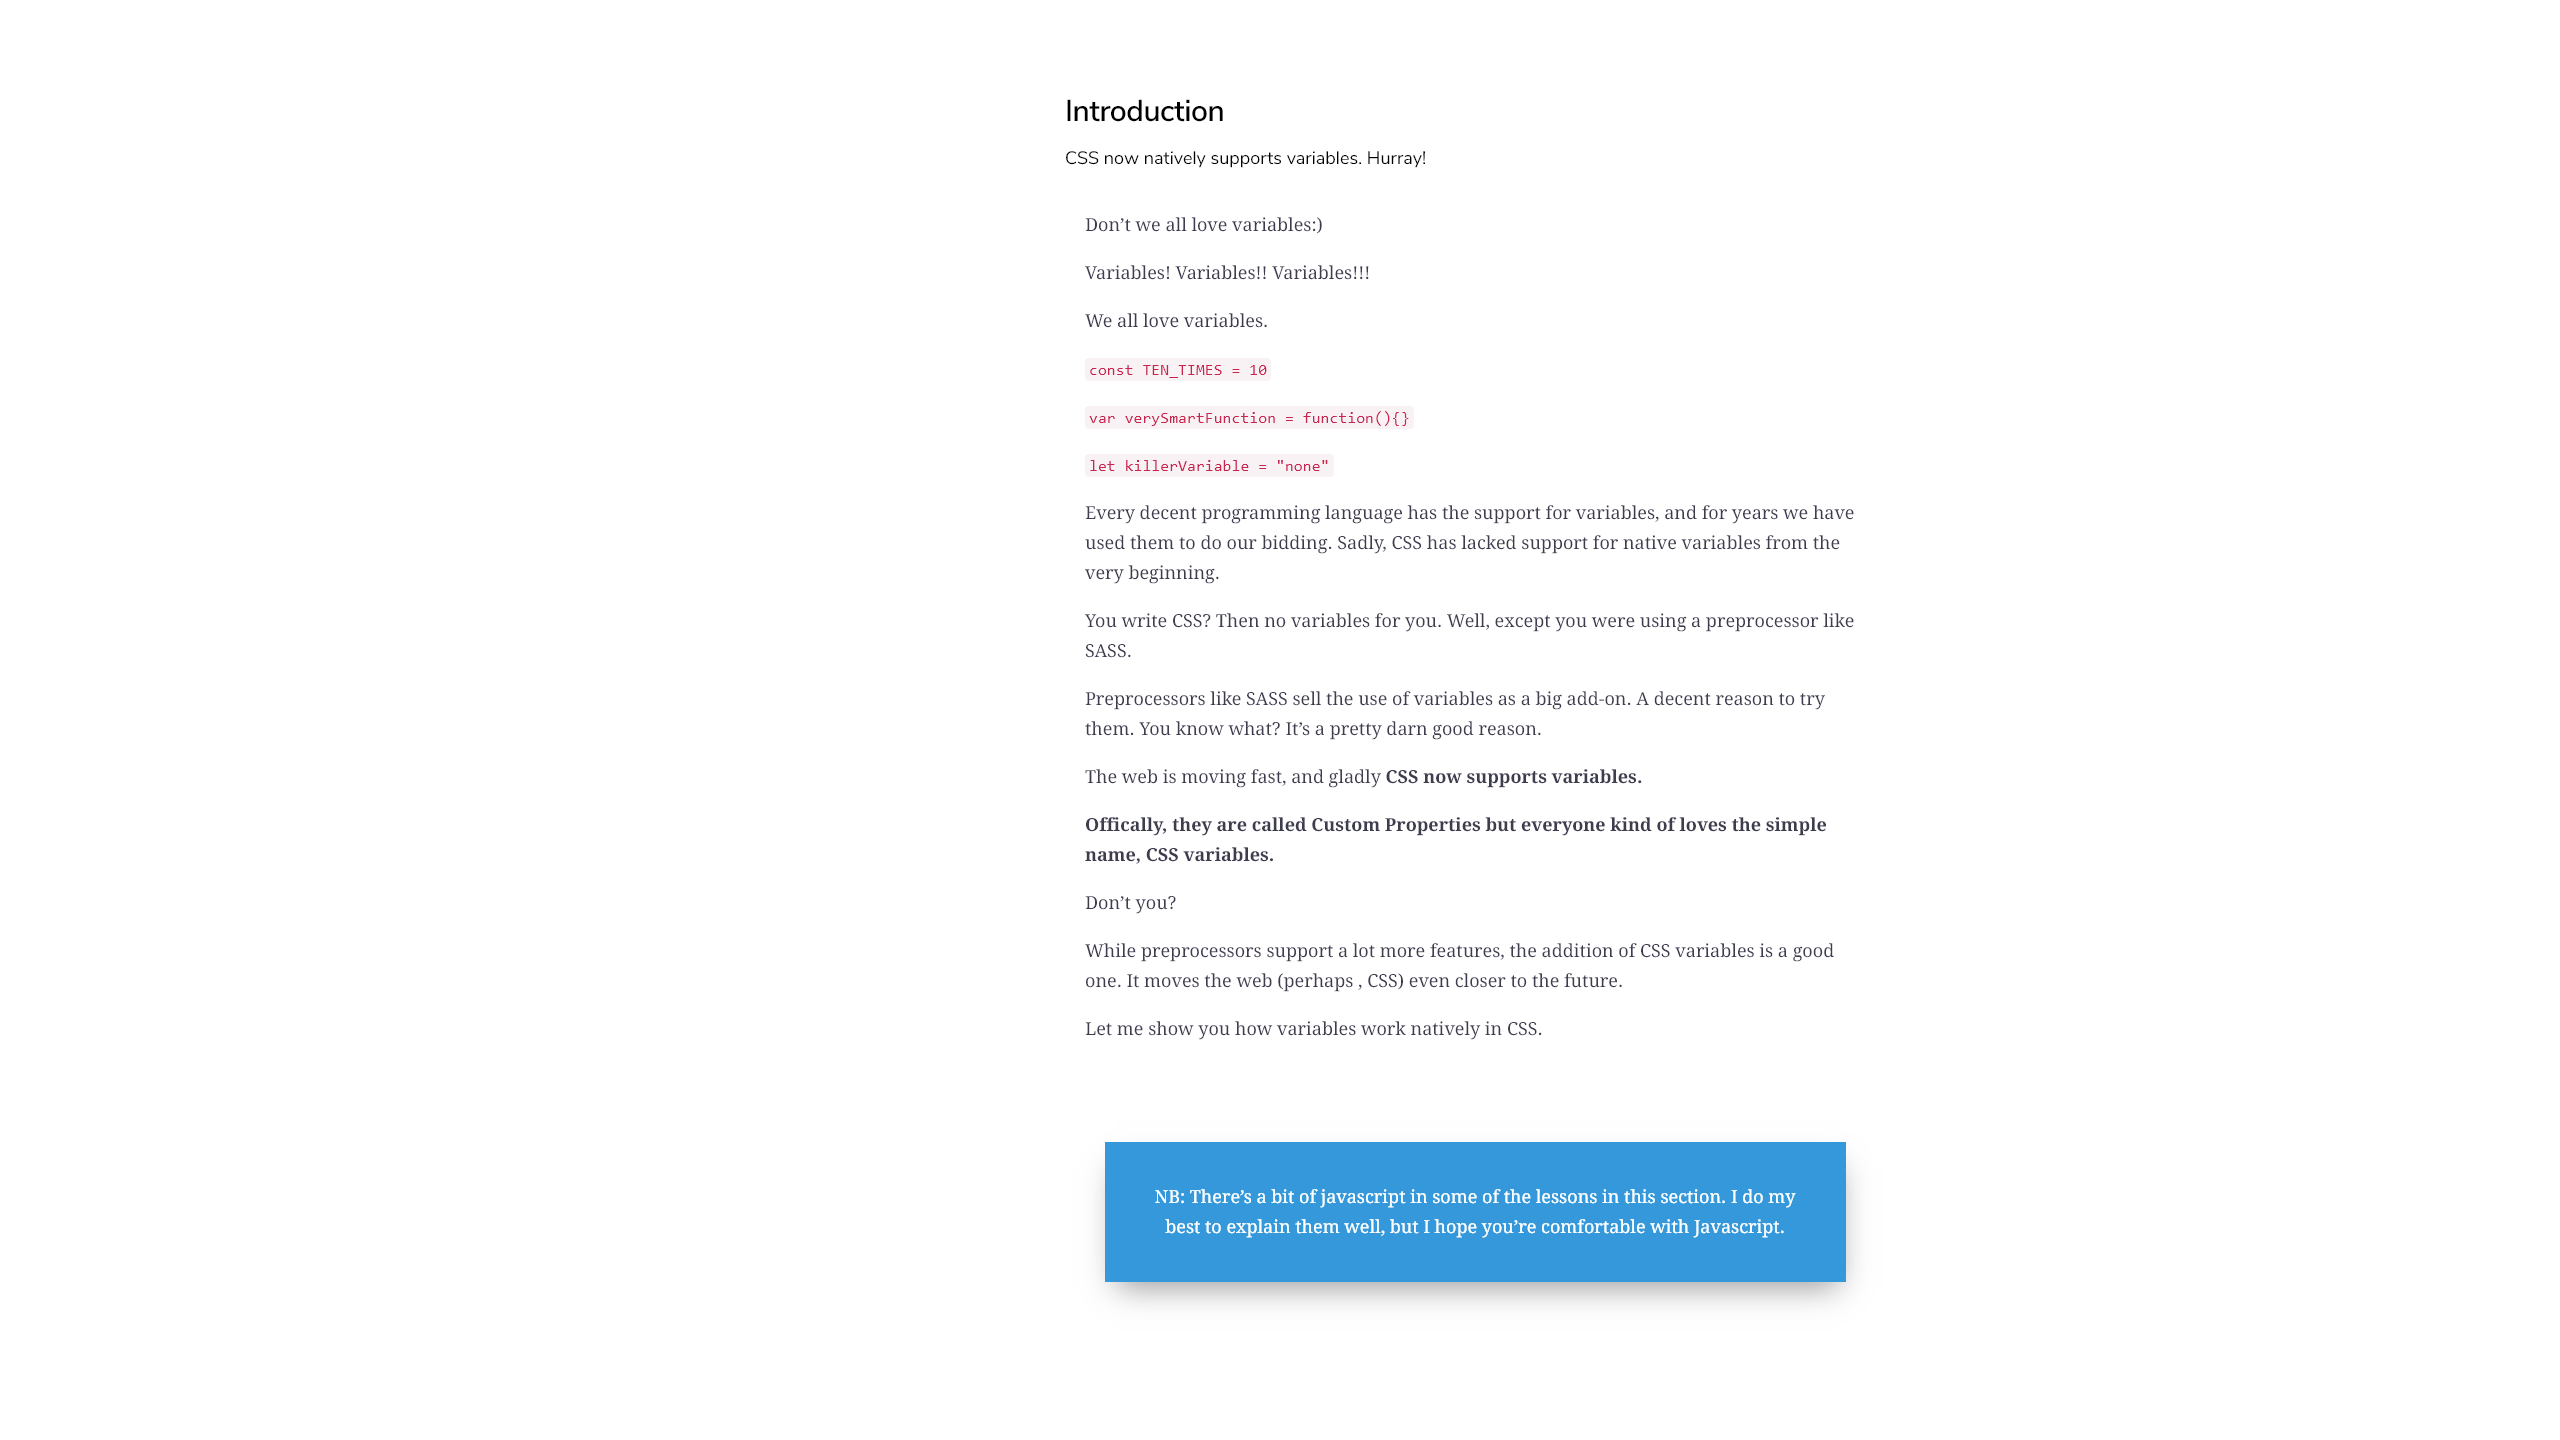 Introduction
CSS now natively supports variables. Hurray!
Don’t we all love variables:)
Variables! Variables!! Variables!!!
We all love variables.
const TEN_TIMES = 10
var verySmartFunction = function(){}
let killerVariable = "none"
Every decent programming language has the support for variables, and for years we have
used them to do our bidding. Sadly, CSS has lacked support for native variables from the
very beginning.
You write CSS? Then no variables for you. Well, except you were using a preprocessor like
SASS.
Preprocessors like SASS sell the use of variables as a big add-on. A decent reason to try
them. You know what? It’s a pretty darn good reason.
The web is moving fast, and gladly CSS now supports variables.
Offically, they are called Custom Properties but everyone kind of loves the simple
name, CSS variables.
Don’t you?
While preprocessors support a lot more features, the addition of CSS variables is a good
one. It moves the web (perhaps , CSS) even closer to the future.
Let me show you how variables work natively in CSS.
NB: There’s a bit of javascript in some of the lessons in this section. I do my
best to explain them well, but I hope you’re comfortable with Javascript.